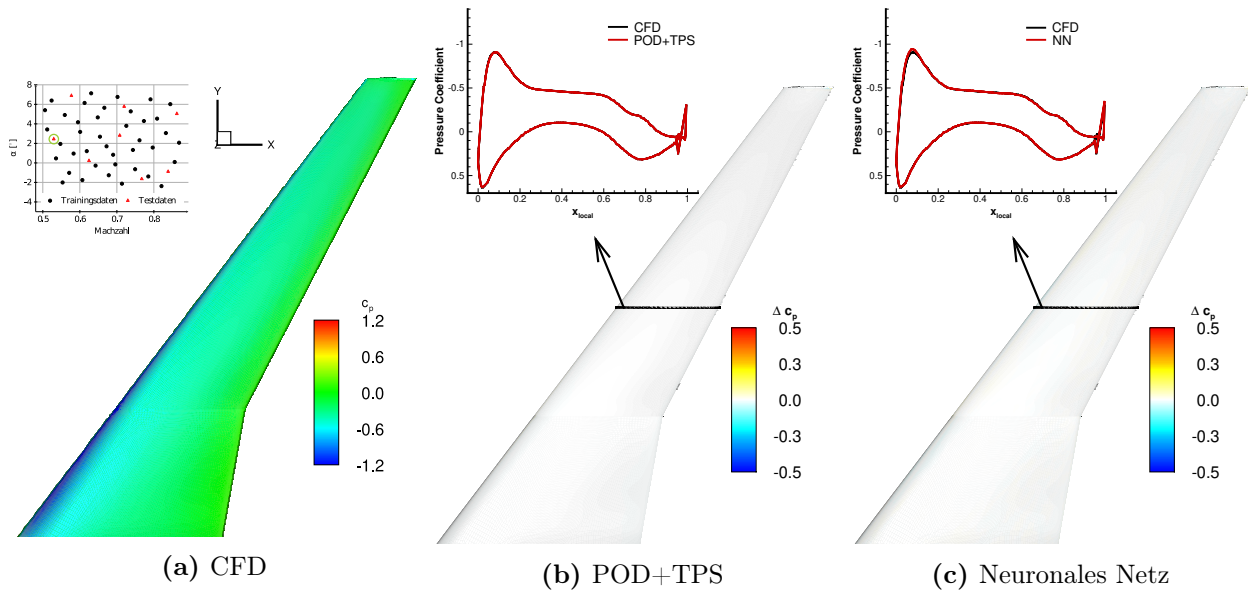 8
6
4
2
0
-2
-4
α [°]
Trainingsdaten
Testdaten
0.5 0.6 0.7 0.8
Machzahl
Y
Z X
c_p
1.2
0.6
0.0
-0.6
-1.2
(a) CFD
CFD
POD+TPS
Pressure Coefficient
-1
-0.5
0
0.5
0 0.2 0.4 0.6 0.8 1
x_local
Δ c_p
0.5
0.3
0.0
-0.3
-0.5
(b) POD+TPS
CFD
NN
Pressure Coefficient
-1
-0.5
0
0.5
0 0.2 0.4 0.6 0.8 1
x_local
Δ c_p
0.5
0.3
0.0
-0.3
-0.5
(c) Neuronales Netz